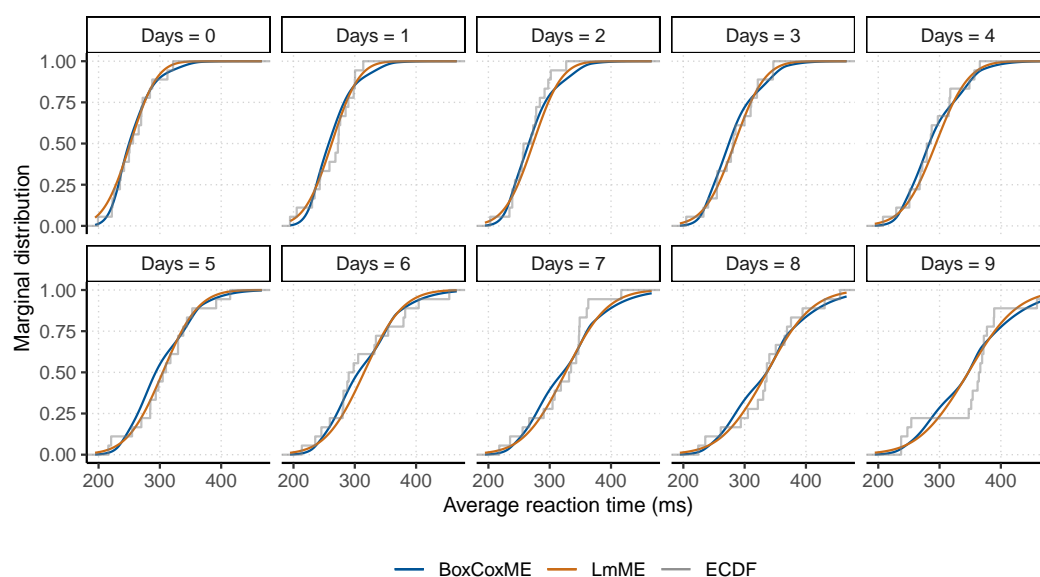 Days = 0 Days = 1 Days = 2 Days = 3 Days = 4
1.00
0.75
0.50
0.25
0.00
Days = 5 Days = 6 Days = 7 Days = 8 Days = 9
1.00
0.75
0.50
0.25
0.00
200 300 400 200 300 400 200 300 400 200 300 400 200 300 400
Marginal distribution
Average reaction time (ms)
BoxCoxME LmME ECDF